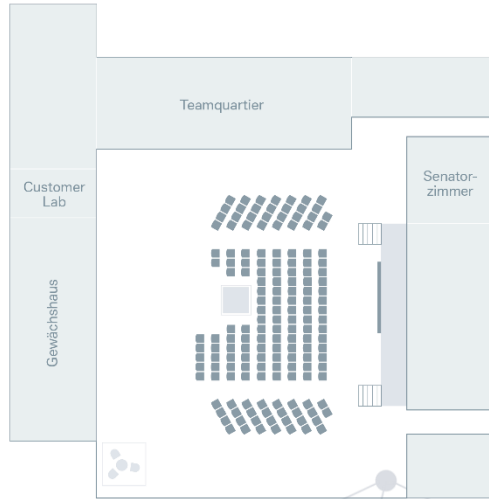 Teamquartier
Customer
Lab
Senator-
zimmer
Gewächshaus